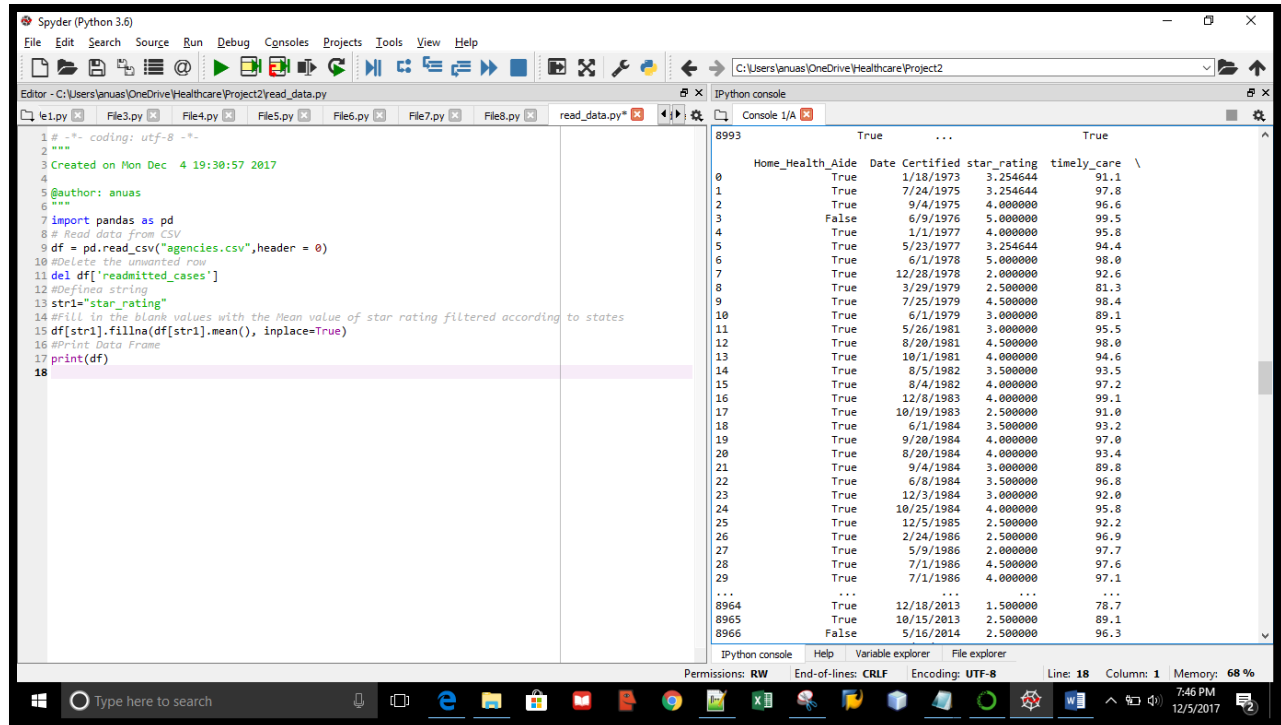 Spyder (Python 3.6)
File Edit Search Source Run Debug Consoles Projects Tools View Help
C:\Users\anuas\OneDrive\Healthcare\Project2
Editor - C:\Users\anuas\OneDrive\Healthcare\Project2\read_data.py
le1.py File3.py File4.py File5.py File6.py File7.py File8.py read_data.py*
1 # -*- coding: utf-8 -*-
2 """
3 Created on Mon Dec  4 19:30:57 2017
4
5 @author: anuas
6 """
7 import pandas as pd
8 # Read data from CSV
9 df = pd.read_csv("agencies.csv",header = 0)
10 #Delete the unwanted row
11 del df['readmitted_cases']
12 #Definea string
13 str1="star_rating"
14 #Fill in the blank values with the Mean value of star rating filtered according to states
15 df[str1].fillna(df[str1].mean(), inplace=True)
16 #Print Data Frame
17 print(df)
18
IPython console
Console 1/A
8993 True ... True
Home_Health_Aide Date Certified star_rating timely_care \
0 True 1/18/1973 3.254644 91.1
1 True 7/24/1975 3.254644 97.8
2 True 9/4/1975 4.000000 96.6
3 False 6/9/1976 5.000000 99.5
4 True 1/1/1977 4.000000 95.8
5 True 5/23/1977 3.254644 94.4
6 True 6/1/1978 5.000000 98.0
7 True 12/28/1978 2.000000 92.6
8 True 3/29/1979 2.500000 81.3
9 True 7/25/1979 4.500000 98.4
10 True 6/1/1979 3.000000 89.1
11 True 5/26/1981 3.000000 95.5
12 True 8/20/1981 4.500000 98.0
13 True 10/1/1981 4.000000 94.6
14 True 8/5/1982 3.500000 93.5
15 True 8/4/1982 4.000000 97.2
16 True 12/8/1983 4.000000 99.1
17 True 10/19/1983 2.500000 91.0
18 True 6/1/1984 3.500000 93.2
19 True 9/20/1984 4.000000 97.0
20 True 8/20/1984 4.000000 93.4
21 True 9/4/1984 3.000000 89.8
22 True 6/8/1984 3.500000 96.8
23 True 12/3/1984 3.000000 92.0
24 True 10/25/1984 4.000000 95.8
25 True 12/5/1985 2.500000 92.2
26 True 2/24/1986 2.500000 96.9
27 True 5/9/1986 2.000000 97.7
28 True 7/1/1986 4.500000 97.6
29 True 7/1/1986 4.000000 97.1
... ... ... ... ...
8964 True 12/18/2013 1.500000 78.7
8965 True 10/15/2013 2.500000 89.1
8966 False 5/16/2014 2.500000 96.3
IPython console Help Variable explorer File explorer
Permissions: RW End-of-lines: CRLF Encoding: UTF-8 Line: 18 Column: 1 Memory: 68 %
Type here to search
7:46 PM
12/5/2017